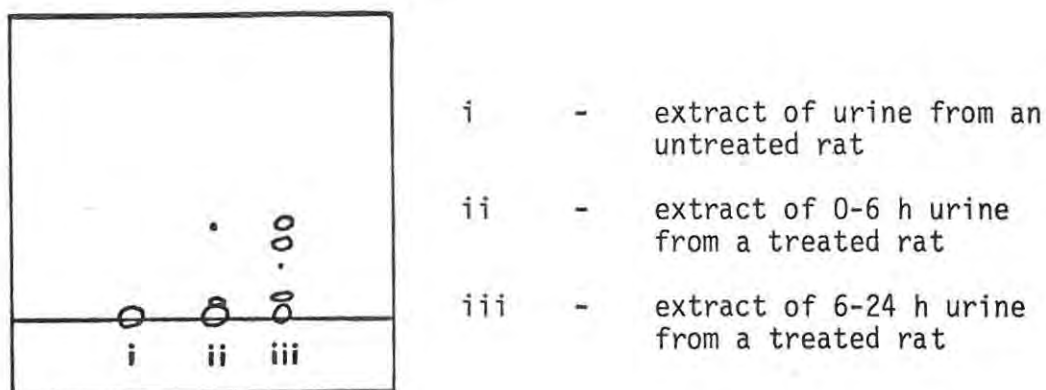 i - extract of urine from an
untreated rat
ii - extract of 0-6 h urine
from a treated rat
iii - extract of 6-24 h urine
from a treated rat
i ii iii